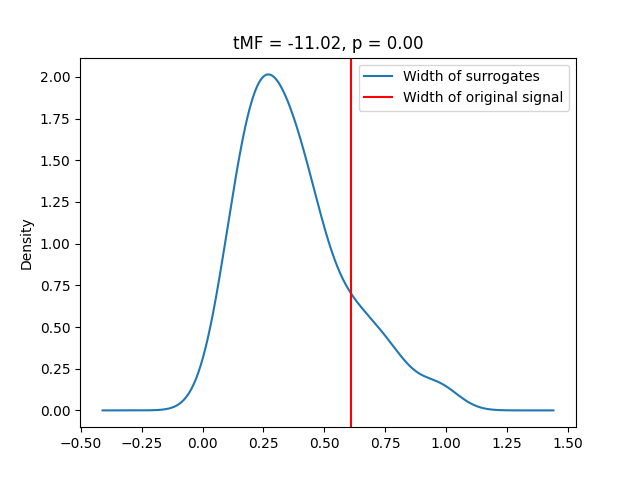 tMF = -11.02, p = 0.00
Width of surrogates
Width of original signal
Density
2.00
1.75
1.50
1.25
1.00
0.75
0.50
0.25
0.00
−0.50 −0.25 0.00 0.25 0.50 0.75 1.00 1.25 1.50